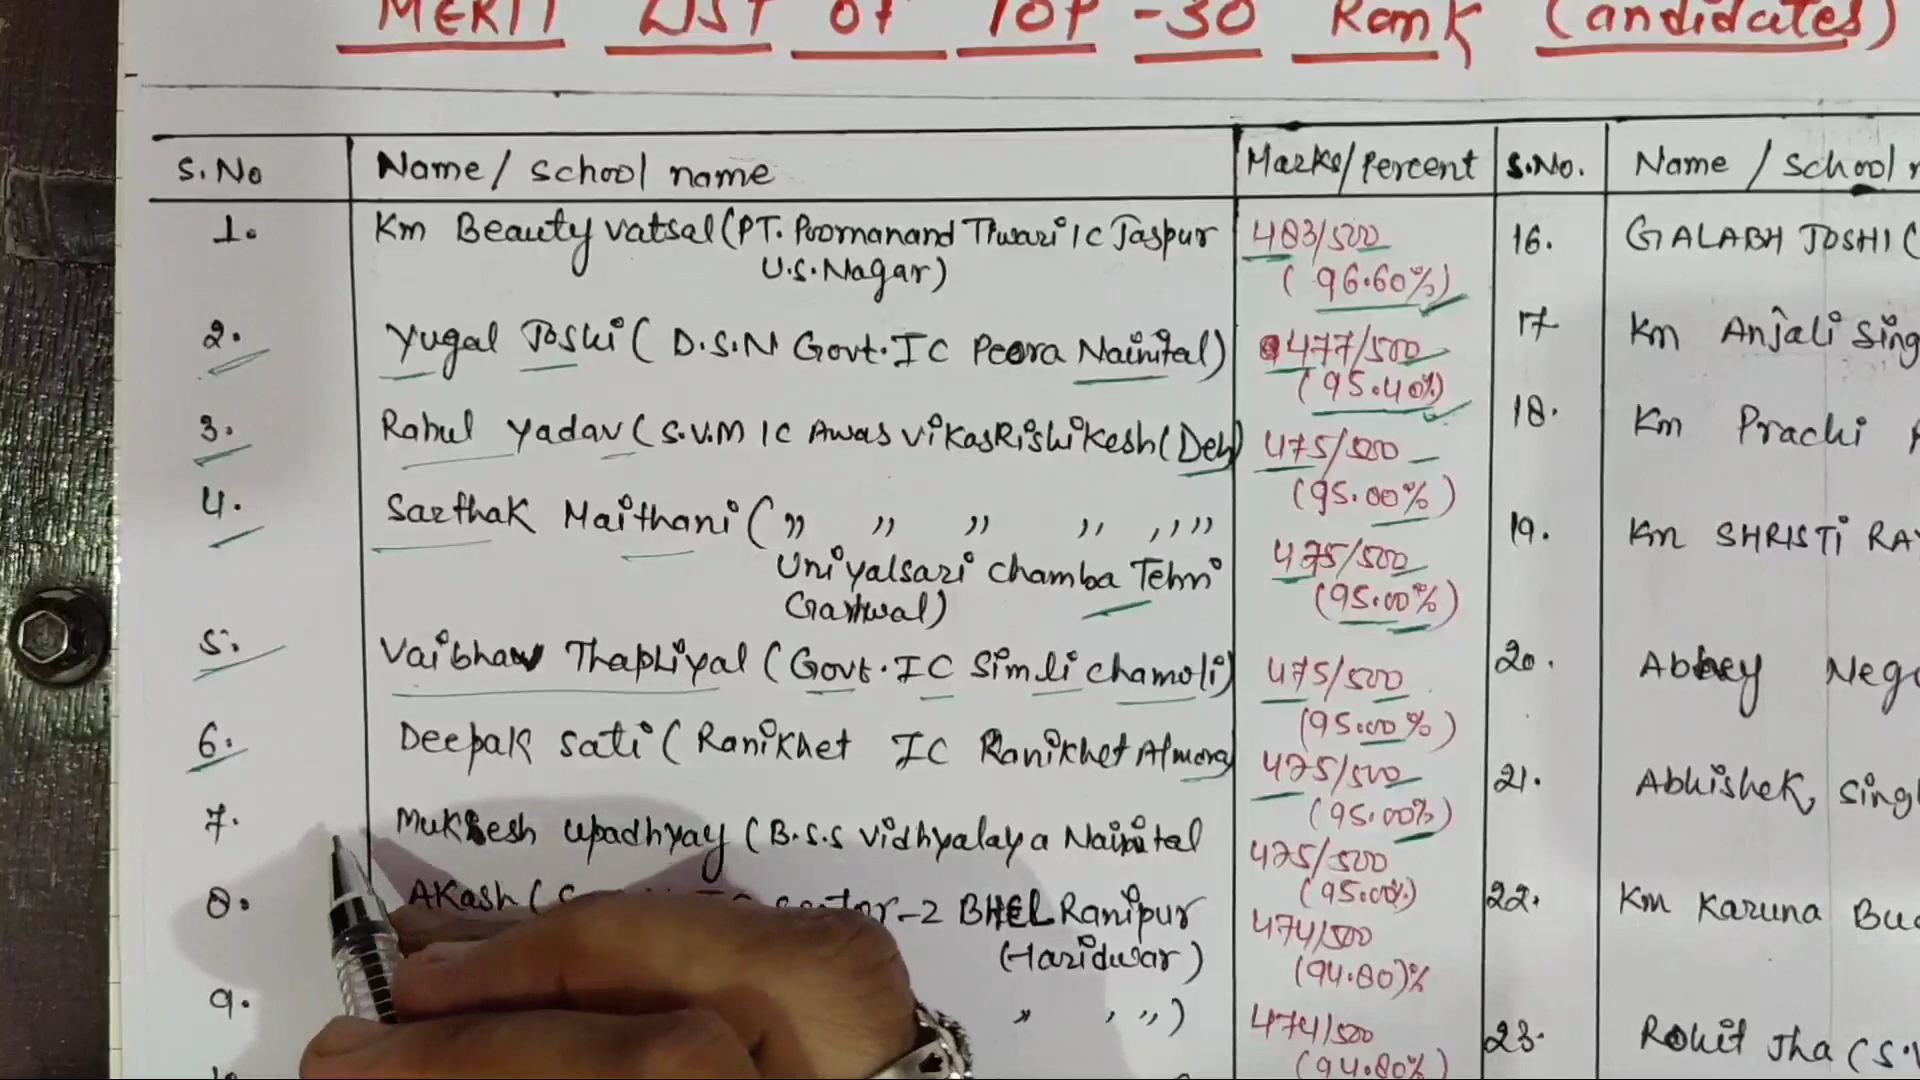 MERIT LIST OF TOP-30 Rank Candidates)
S.No Name/ School name Marks/Percent S.No. Name / School
1. Km Beauty vatsal (PT. Poornanand Tiwari IC Jaspur 483/500 16. GALABH JOSHI (
U.S.Nagar) (96.60%)
2. Yugal Joshi ( D.S.N Govt. IC Peora Nainital) 477/500 17 Km Anjali Sing
(95.40%)
3. Rahul Yadav (S.V.M IC Awas Vikas Rishikesh (Deh) 475/500 18. Km Prachi
(95.00%)
4. Sarthak Maithani (" " " " , " " 19. Km SHRISTI RA
Uniyalsari Chamba Tehri 475/500
Garhwal) (95.00%)
5. Vaibhav Thapliyal (Govt. IC Simli chamoli) 475/500 20. Abhey Neg
(95.00%)
6. Deepak Sati ( Ranikhet IC Ranikhet Almora 475/500 21. Abhishek Sing
(95.00%)
7. Mukesh upadhyay ( B.S.S Vidhyalaya Nainital 475/500
(95.00%)
8. Akash ( -2 BHEL Ranipur 474/500 22. Km Karuna
(Haridwar) (94.80)%
9. " , ,,) 474/500 23. Rohit Jha (S.V
(94.80%)